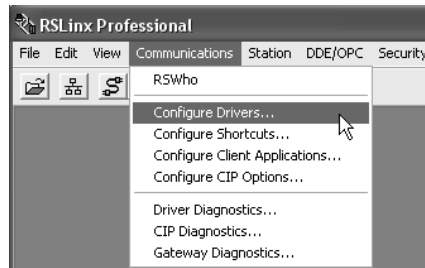 RSLinx Professional
File Edit View Communications Station DDE/OPC Security
RSWho
Configure Drivers...
Configure Shortcuts...
Configure Client Applications...
Configure CIP Options...
Driver Diagnostics...
CIP Diagnostics...
Gateway Diagnostics...